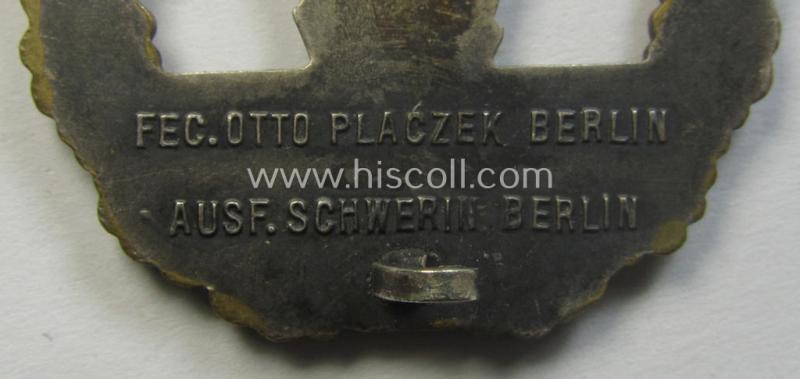 FEC. OTTO PLAĆZEK BERLIN
www.hiscoll.com
AUSF. SCHWERIN BERLIN